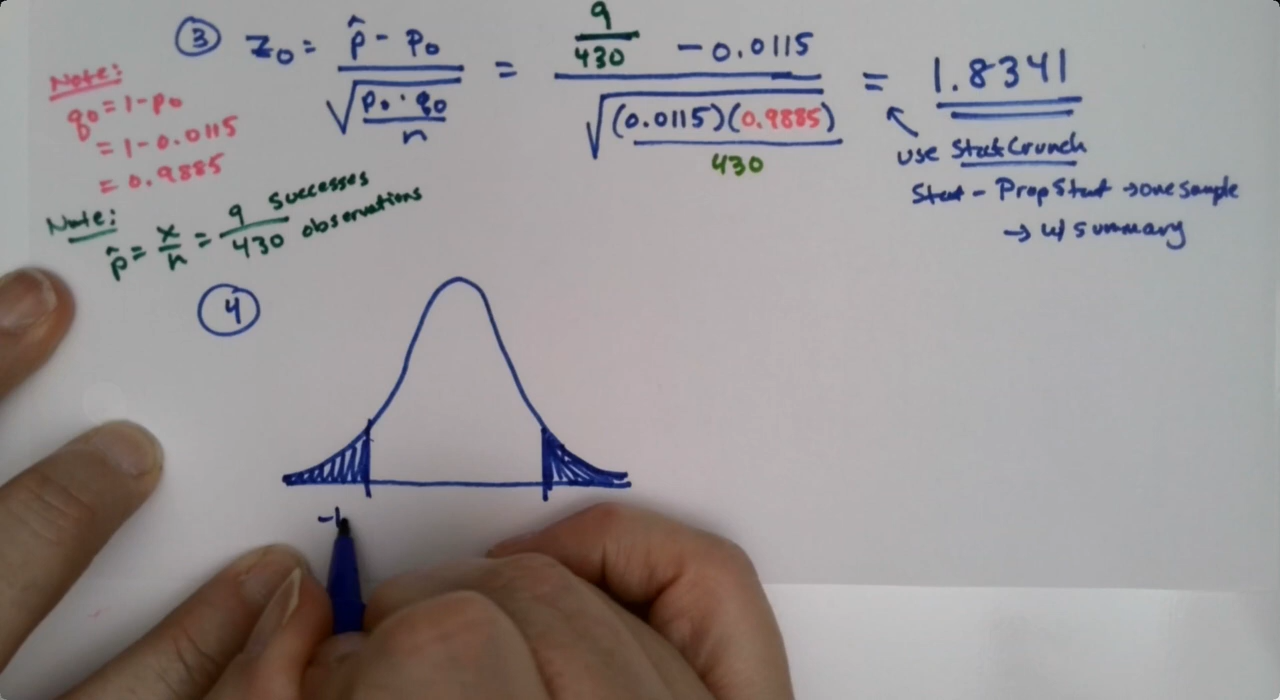 ③ z₀ = p̂ - p₀ / √(p₀ · q₀ / n) = 9/430 - 0.0115 / √((0.0115)(0.9885) / 430) = 1.8341
Note:
q₀ = 1 - p₀
= 1 - 0.0115
= 0.9885
use StatCrunch
Stat - PropStat → one sample
→ w/ summary
Note:
p̂ = x/n = 9/430 successes
observations
④
-1